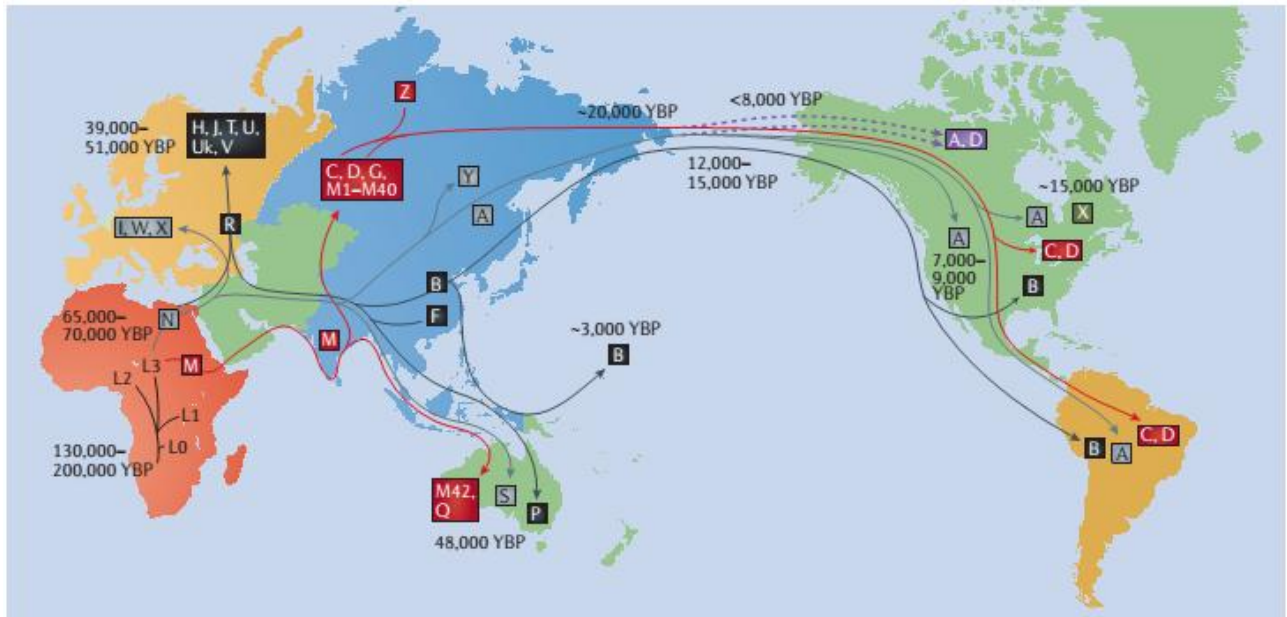 39,000–
51,000 YBP
H, J, T, U,
Uk, V
I, W, X
R
Z
C, D, G,
M1–M40
Y
A
B
F
M
65,000–
70,000 YBP
N
M
L3
L2
L1
L0
130,000–
200,000 YBP
M42,
Q
S
P
48,000 YBP
~3,000 YBP
B
~20,000 YBP
<8,000 YBP
12,000–
15,000 YBP
A, D
~15,000 YBP
A
X
A
C, D
7,000–
9,000
YBP
B
B
A
C, D